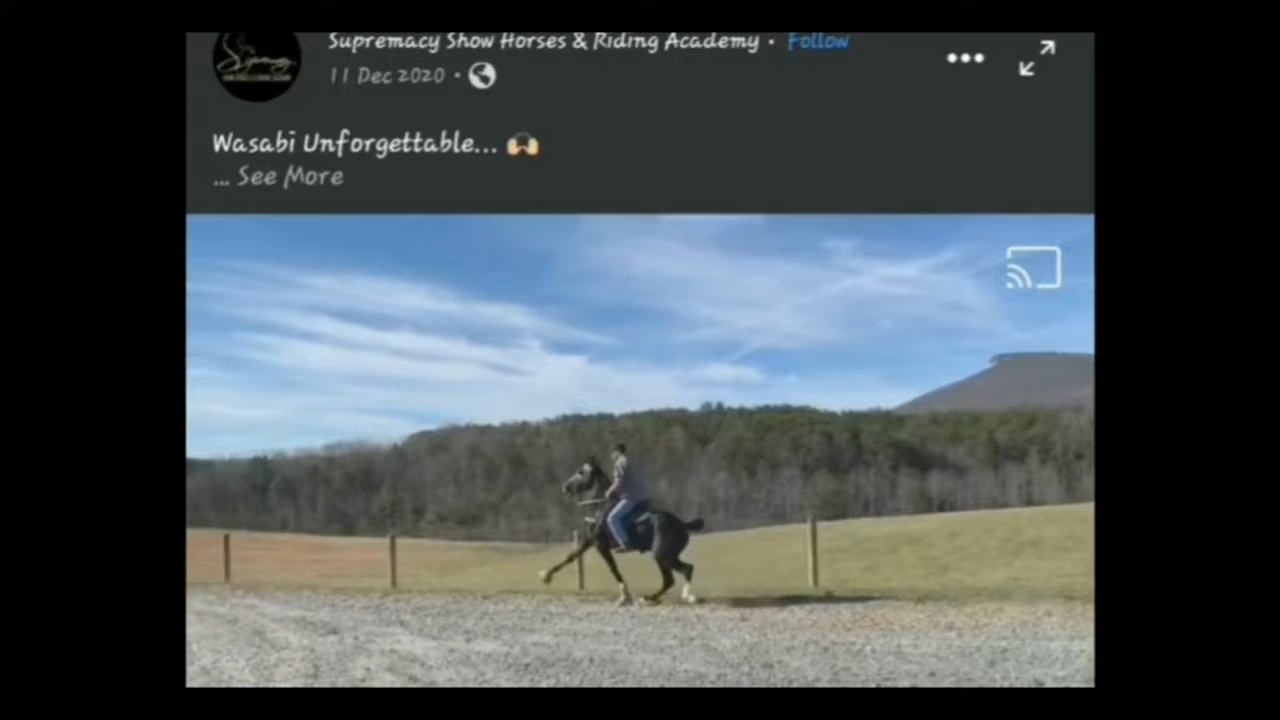 Supremacy Show Horses & Riding Academy • Follow
11 Dec 2020 •
Wasabi Unforgettable... 🙌
... See More